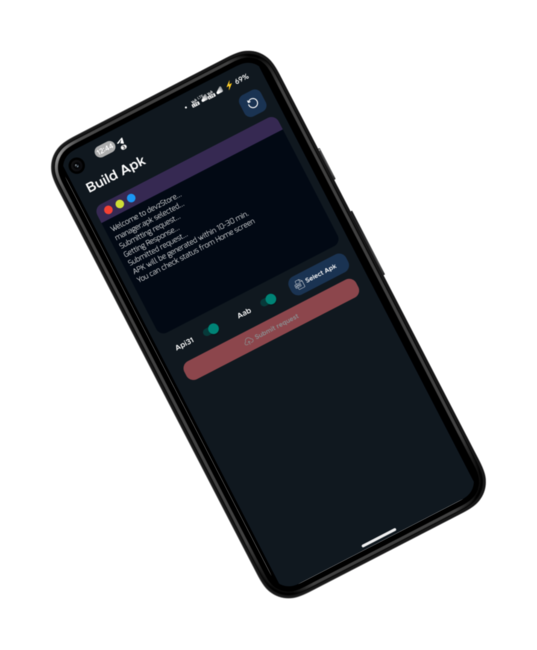 12:44
69%
Build Apk
Welcome to devzStore...
manager.apk selected...
Submitting request...
Getting Response...
Submitted request...
APK will be generated within 10-30 min.
You can check status from Home screen
Api31
Aab
Select Apk
Submit request